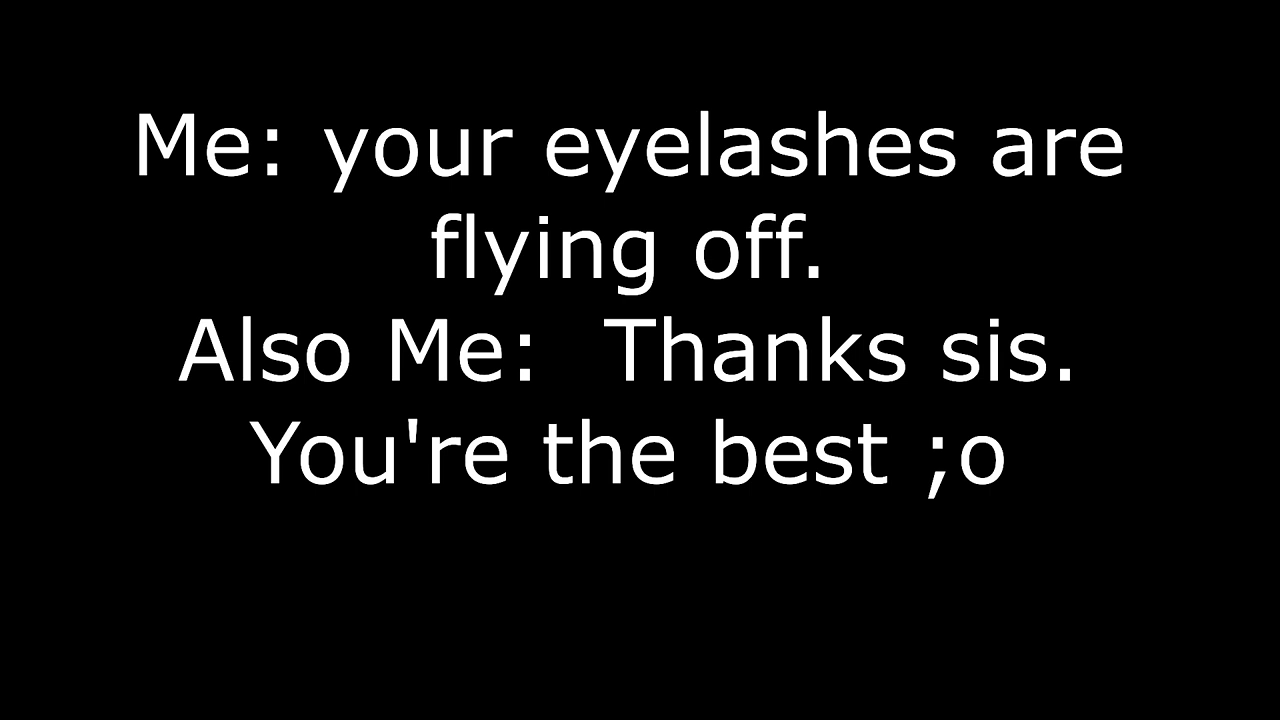 Me: your eyelashes are
flying off.
Also Me:  Thanks sis.
You're the best ;o